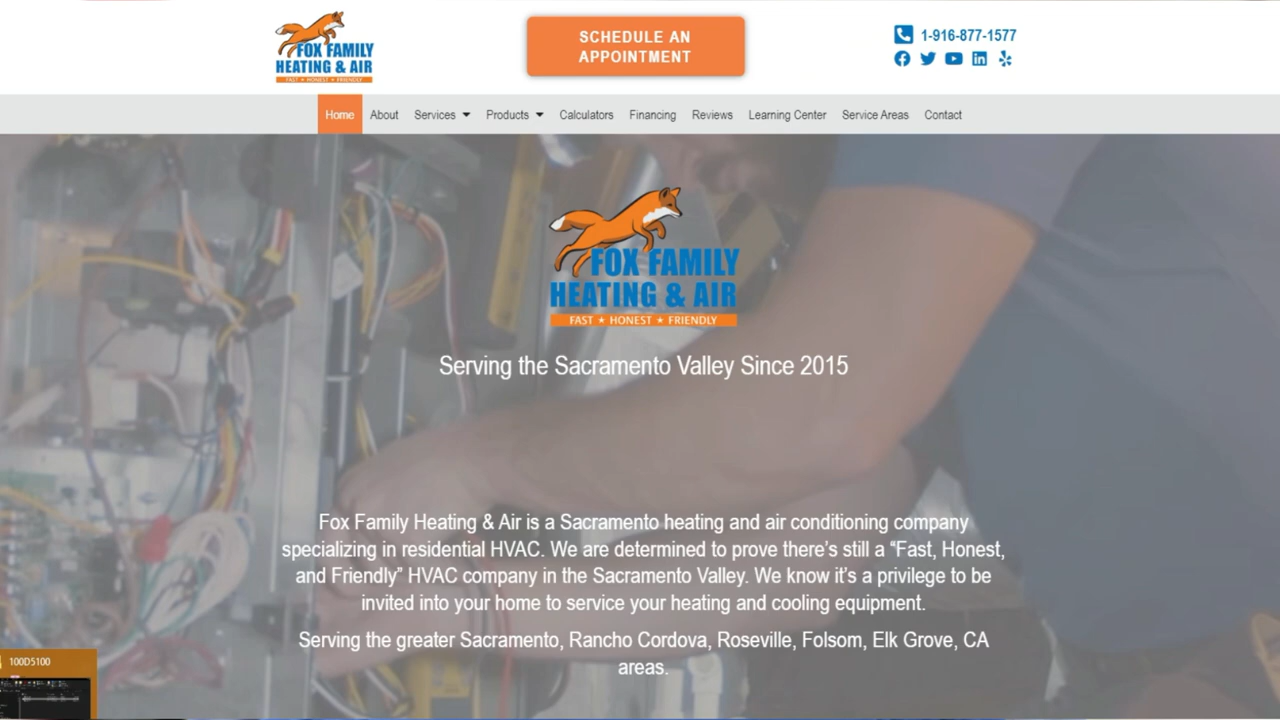 FOX FAMILY
HEATING & AIR
FAST ★ HONEST ★ FRIENDLY
SCHEDULE AN
APPOINTMENT
1-916-877-1577
Home About Services Products Calculators Financing Reviews Learning Center Service Areas Contact
FOX FAMILY
HEATING & AIR
FAST ★ HONEST ★ FRIENDLY
Serving the Sacramento Valley Since 2015
Fox Family Heating & Air is a Sacramento heating and air conditioning company
specializing in residential HVAC. We are determined to prove there's still a “Fast, Honest,
and Friendly” HVAC company in the Sacramento Valley. We know it's a privilege to be
invited into your home to service your heating and cooling equipment.
Serving the greater Sacramento, Rancho Cordova, Roseville, Folsom, Elk Grove, CA
areas.
100D5100